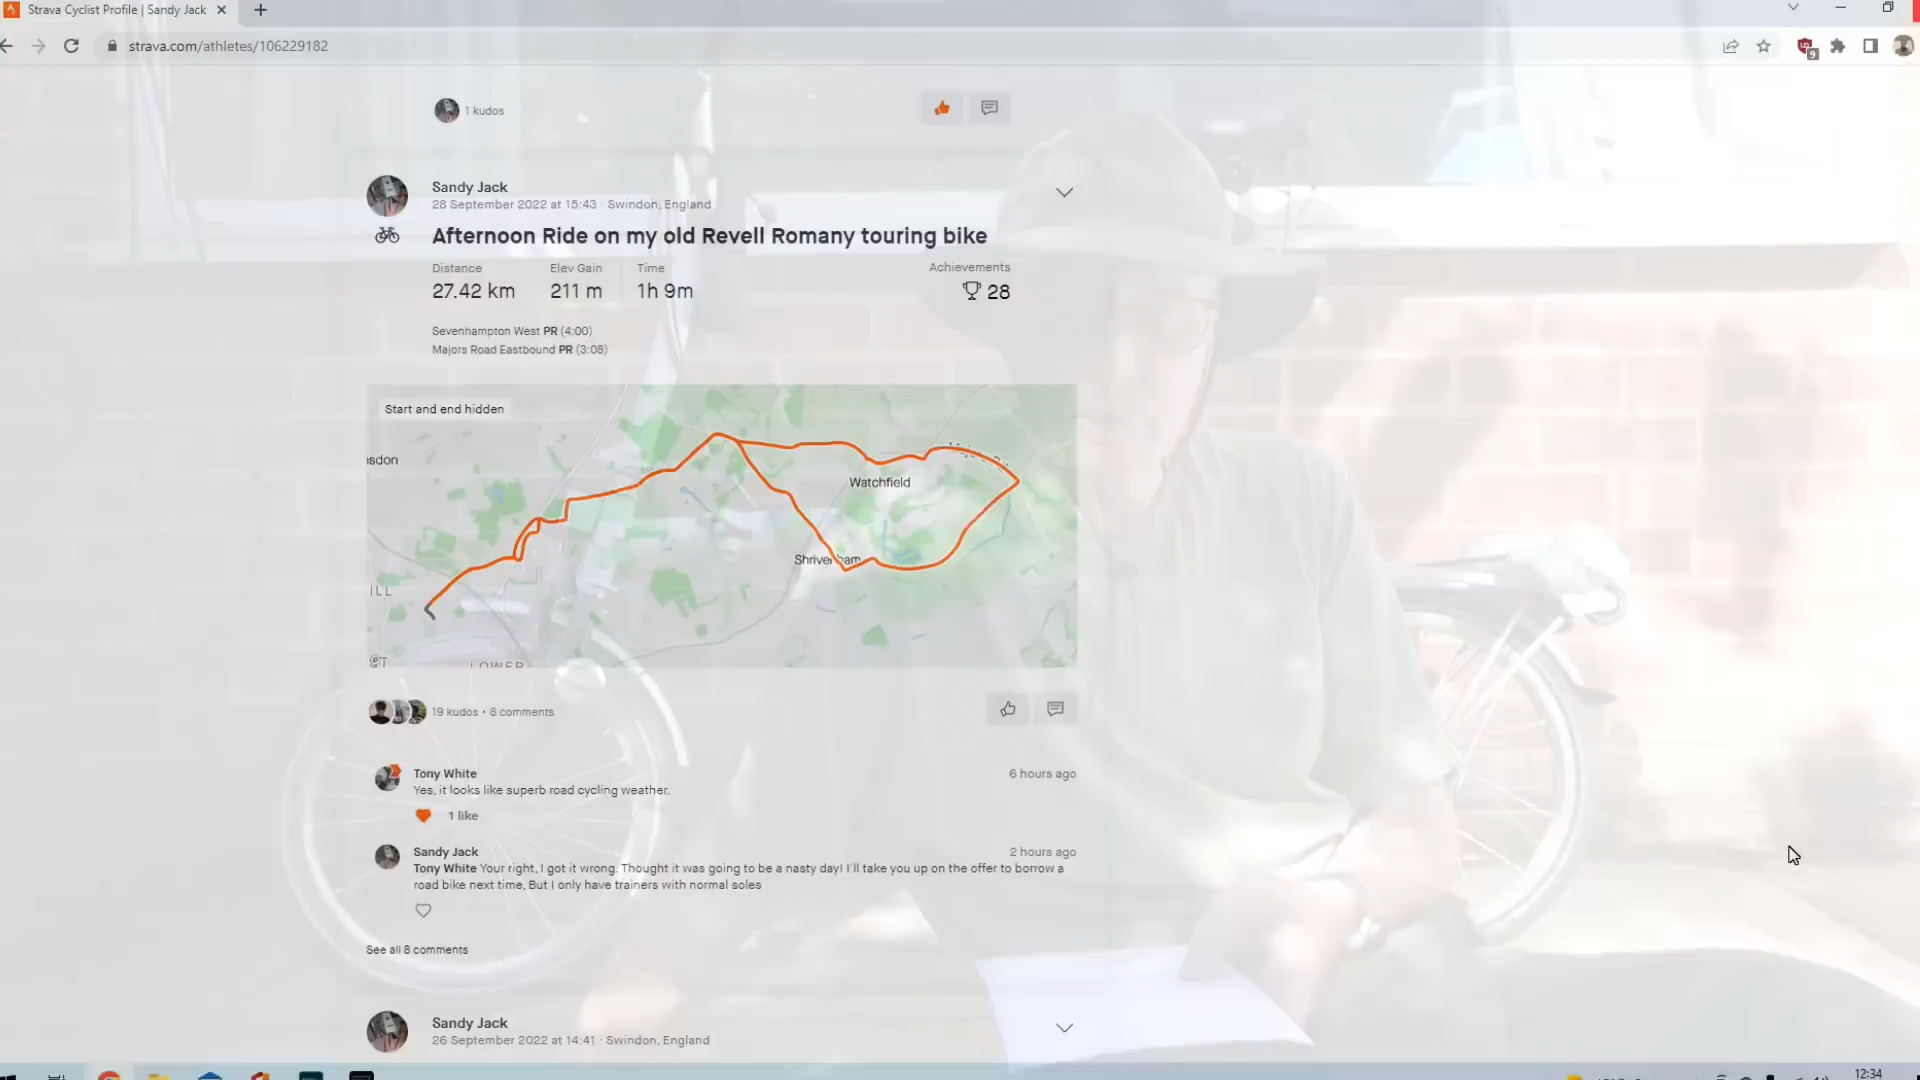 Strava Cyclist Profile | Sandy Jack
strava.com/athletes/106229182
9
1 kudos
Sandy Jack
28 September 2022 at 15:43 · Swindon, England
Afternoon Ride on my old Revell Romany touring bike
Distance Elev Gain Time Achievements
27.42 km 211 m 1h 9m 28
Sevenhampton West PR (4:00)
Majors Road Eastbound PR (3:08)
Start and end hidden
Watchfield
LOWER
19 kudos • 8 comments
Tony White 6 hours ago
Yes, it looks like superb road cycling weather.
1 like
Sandy Jack 2 hours ago
Tony White Your right, I got it wrong. Thought it was going to be a nasty day! I'll take you up on the offer to borrow a
road bike next time. But I only have trainers with normal soles
See all 8 comments
Sandy Jack
26 September 2022 at 14:41 · Swindon, England
12:34